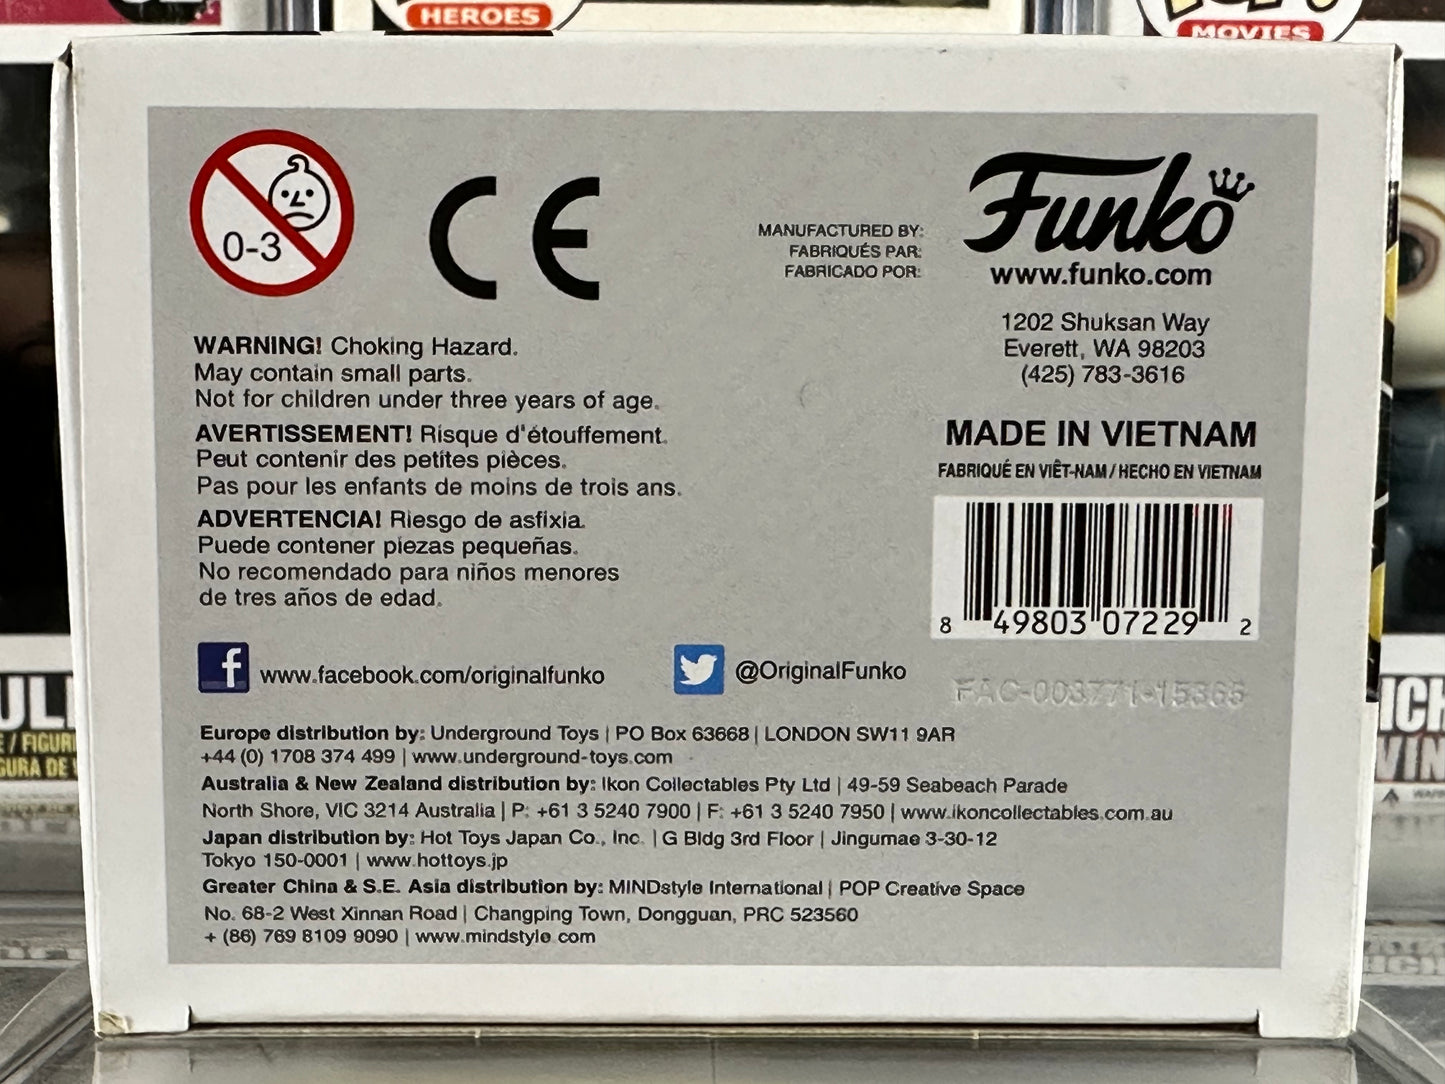 HEROES
MOVIES
0-3
CE
MANUFACTURED BY:
FABRIQUÉS PAR:
FABRICADO POR:
Funko
www.funko.com
1202 Shuksan Way
Everett, WA 98203
(425) 783-3616
WARNING! Choking Hazard.
May contain small parts.
Not for children under three years of age.
AVERTISSEMENT! Risque d'étouffement.
Peut contenir des petites pièces.
Pas pour les enfants de moins de trois ans.
ADVERTENCIA! Riesgo de asfixia.
Puede contener piezas pequeñas.
No recomendado para niños menores
de tres años de edad.
MADE IN VIETNAM
FABRIQUÉ EN VIÊT-NAM / HECHO EN VIETNAM
8 49803 07229 2
www.facebook.com/originalfunko
@OriginalFunko
FAC-003771-15365
Europe distribution by: Underground Toys | PO Box 63668 | LONDON SW11 9AR
+44 (0) 1708 374 499 | www.underground-toys.com
Australia & New Zealand distribution by: Ikon Collectables Pty Ltd | 49-59 Seabeach Parade
North Shore, VIC 3214 Australia | P: +61 3 5240 7900 | F: +61 3 5240 7950 | www.ikoncollectables.com.au
Japan distribution by: Hot Toys Japan Co., Inc. | G Bldg 3rd Floor | Jingumae 3-30-12
Tokyo 150-0001 | www.hottoys.jp
Greater China & S.E. Asia distribution by: MINDstyle International | POP Creative Space
No. 68-2 West Xinnan Road | Changping Town, Dongguan, PRC 523560
+ (86) 769 8109 9090 | www.mindstyle.com